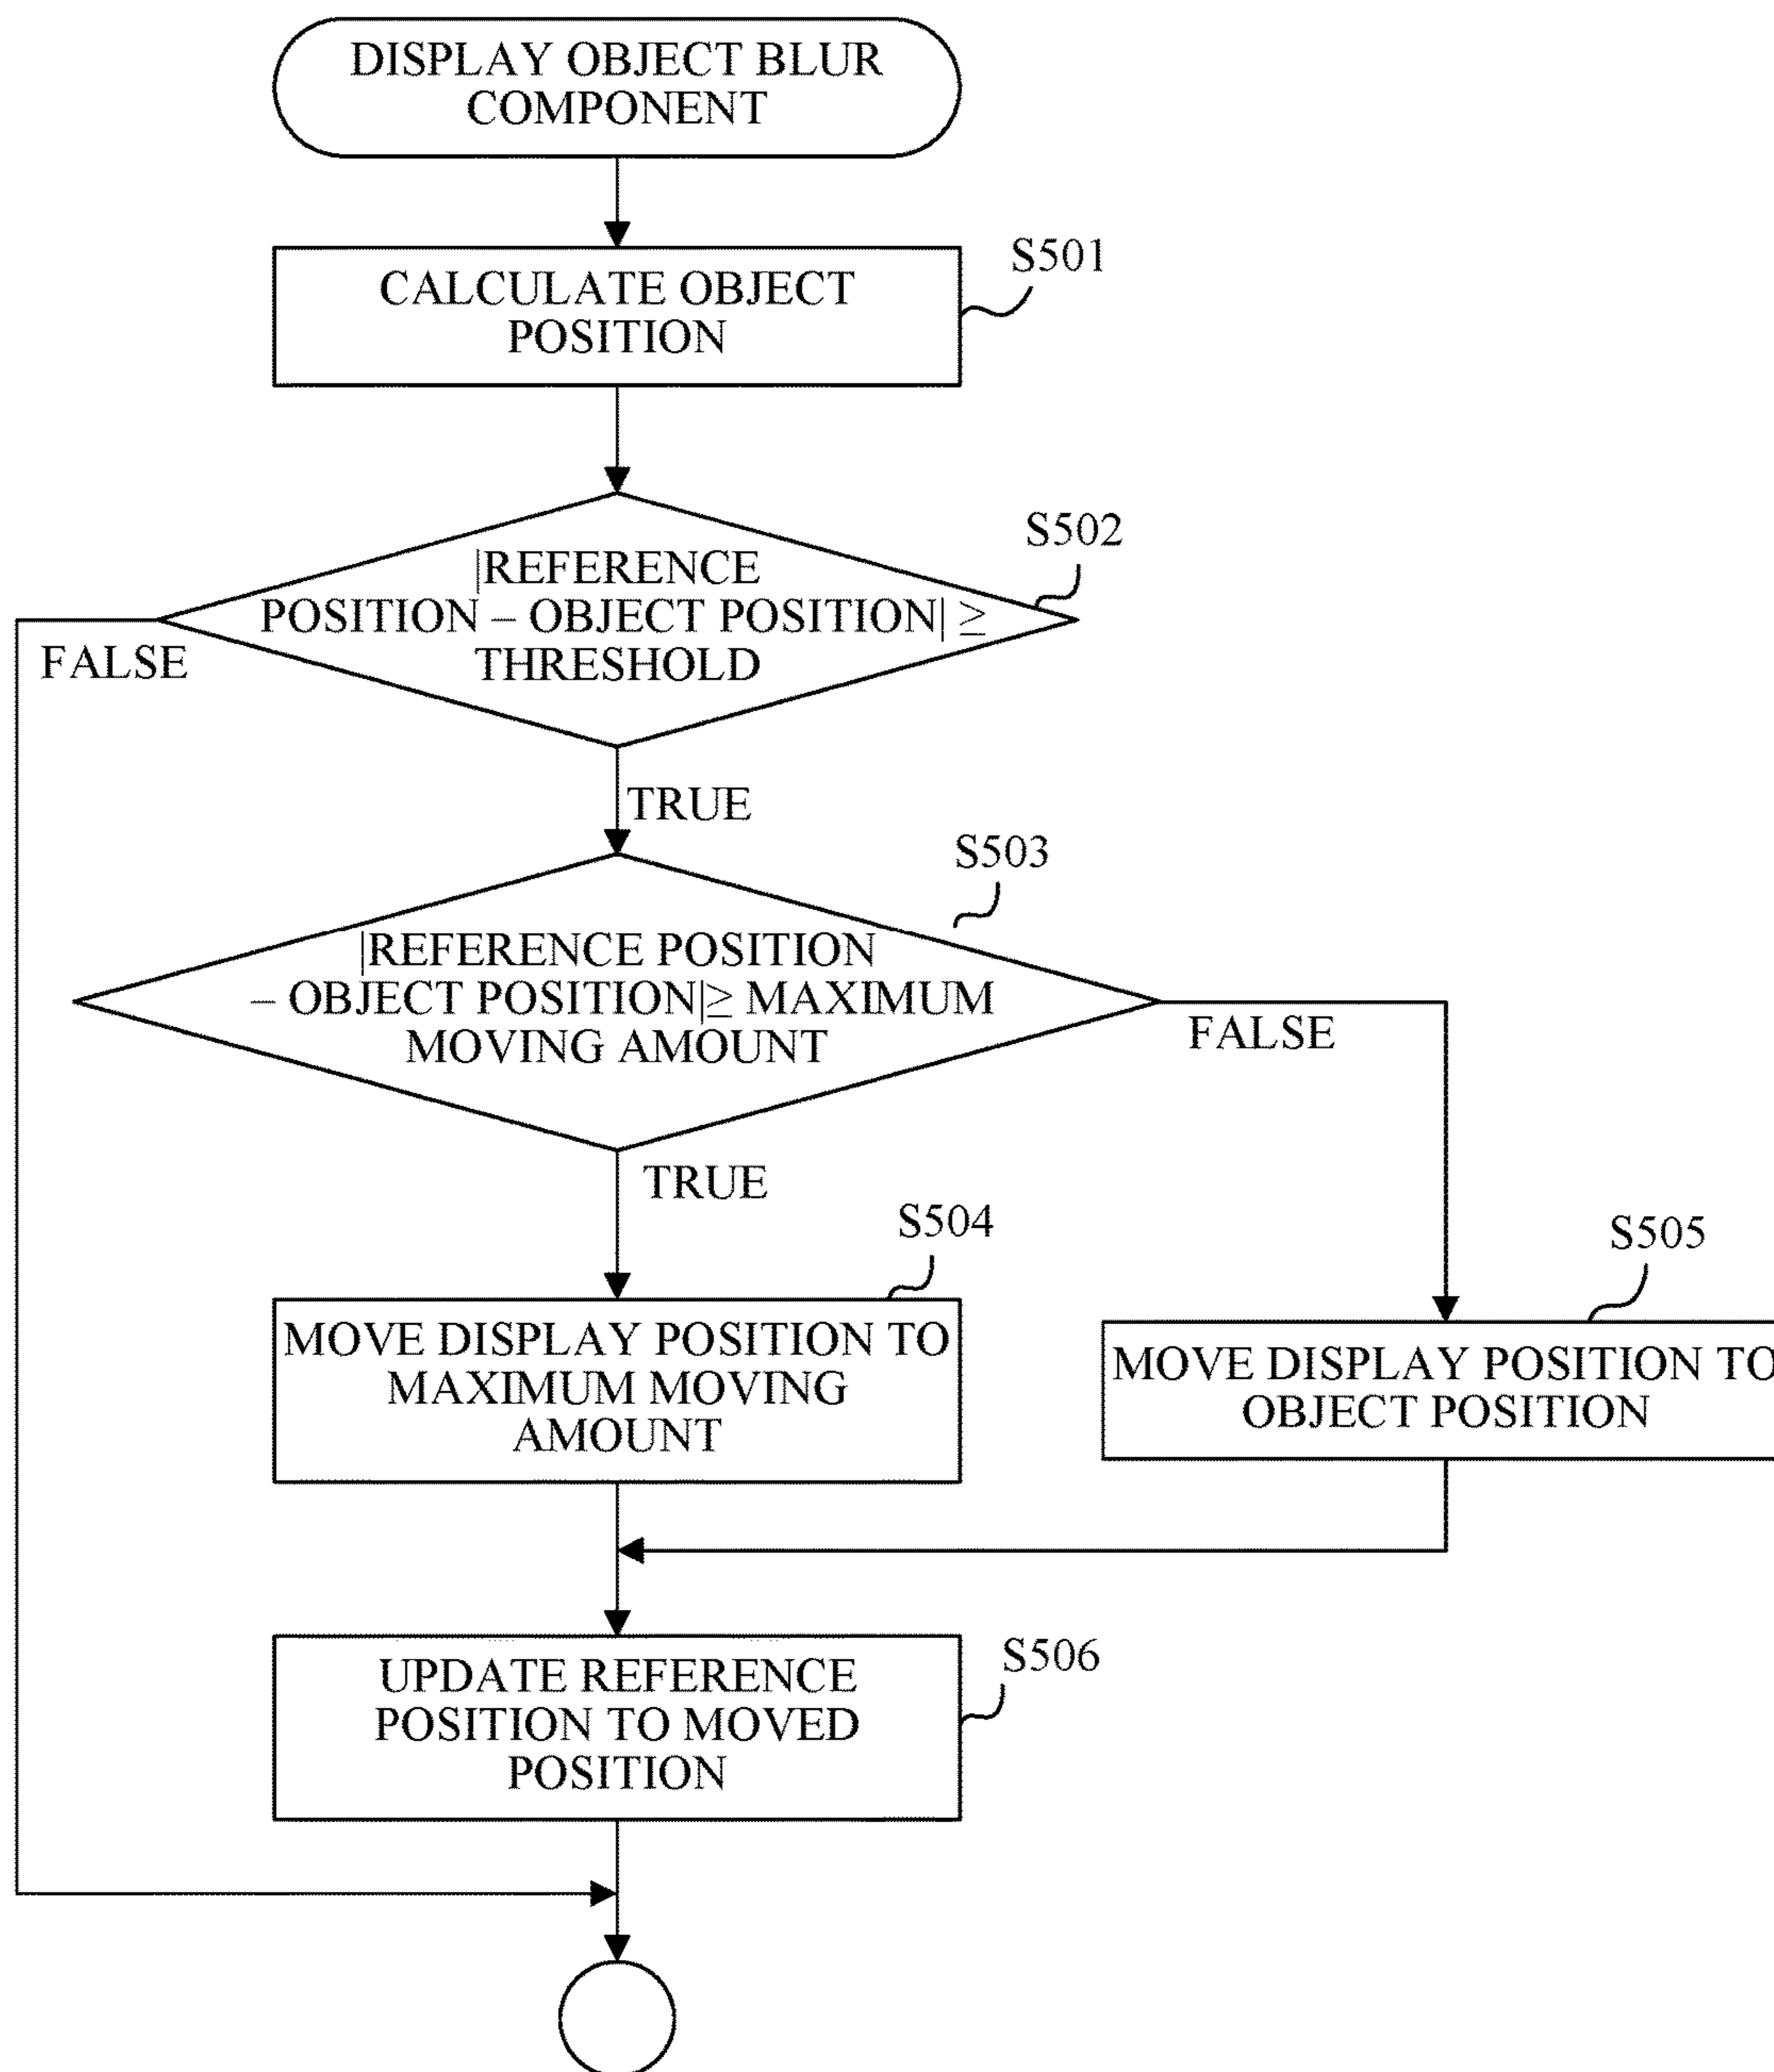 DISPLAY OBJECT BLUR
COMPONENT
CALCULATE OBJECT
POSITION
S501
|REFERENCE
POSITION – OBJECT POSITION| ≥
THRESHOLD
S502
FALSE
TRUE
|REFERENCE POSITION
– OBJECT POSITION|≥ MAXIMUM
MOVING AMOUNT
S503
FALSE
TRUE
MOVE DISPLAY POSITION TO
MAXIMUM MOVING
AMOUNT
S504
MOVE DISPLAY POSITION TO
OBJECT POSITION
S505
UPDATE REFERENCE
POSITION TO MOVED
POSITION
S506